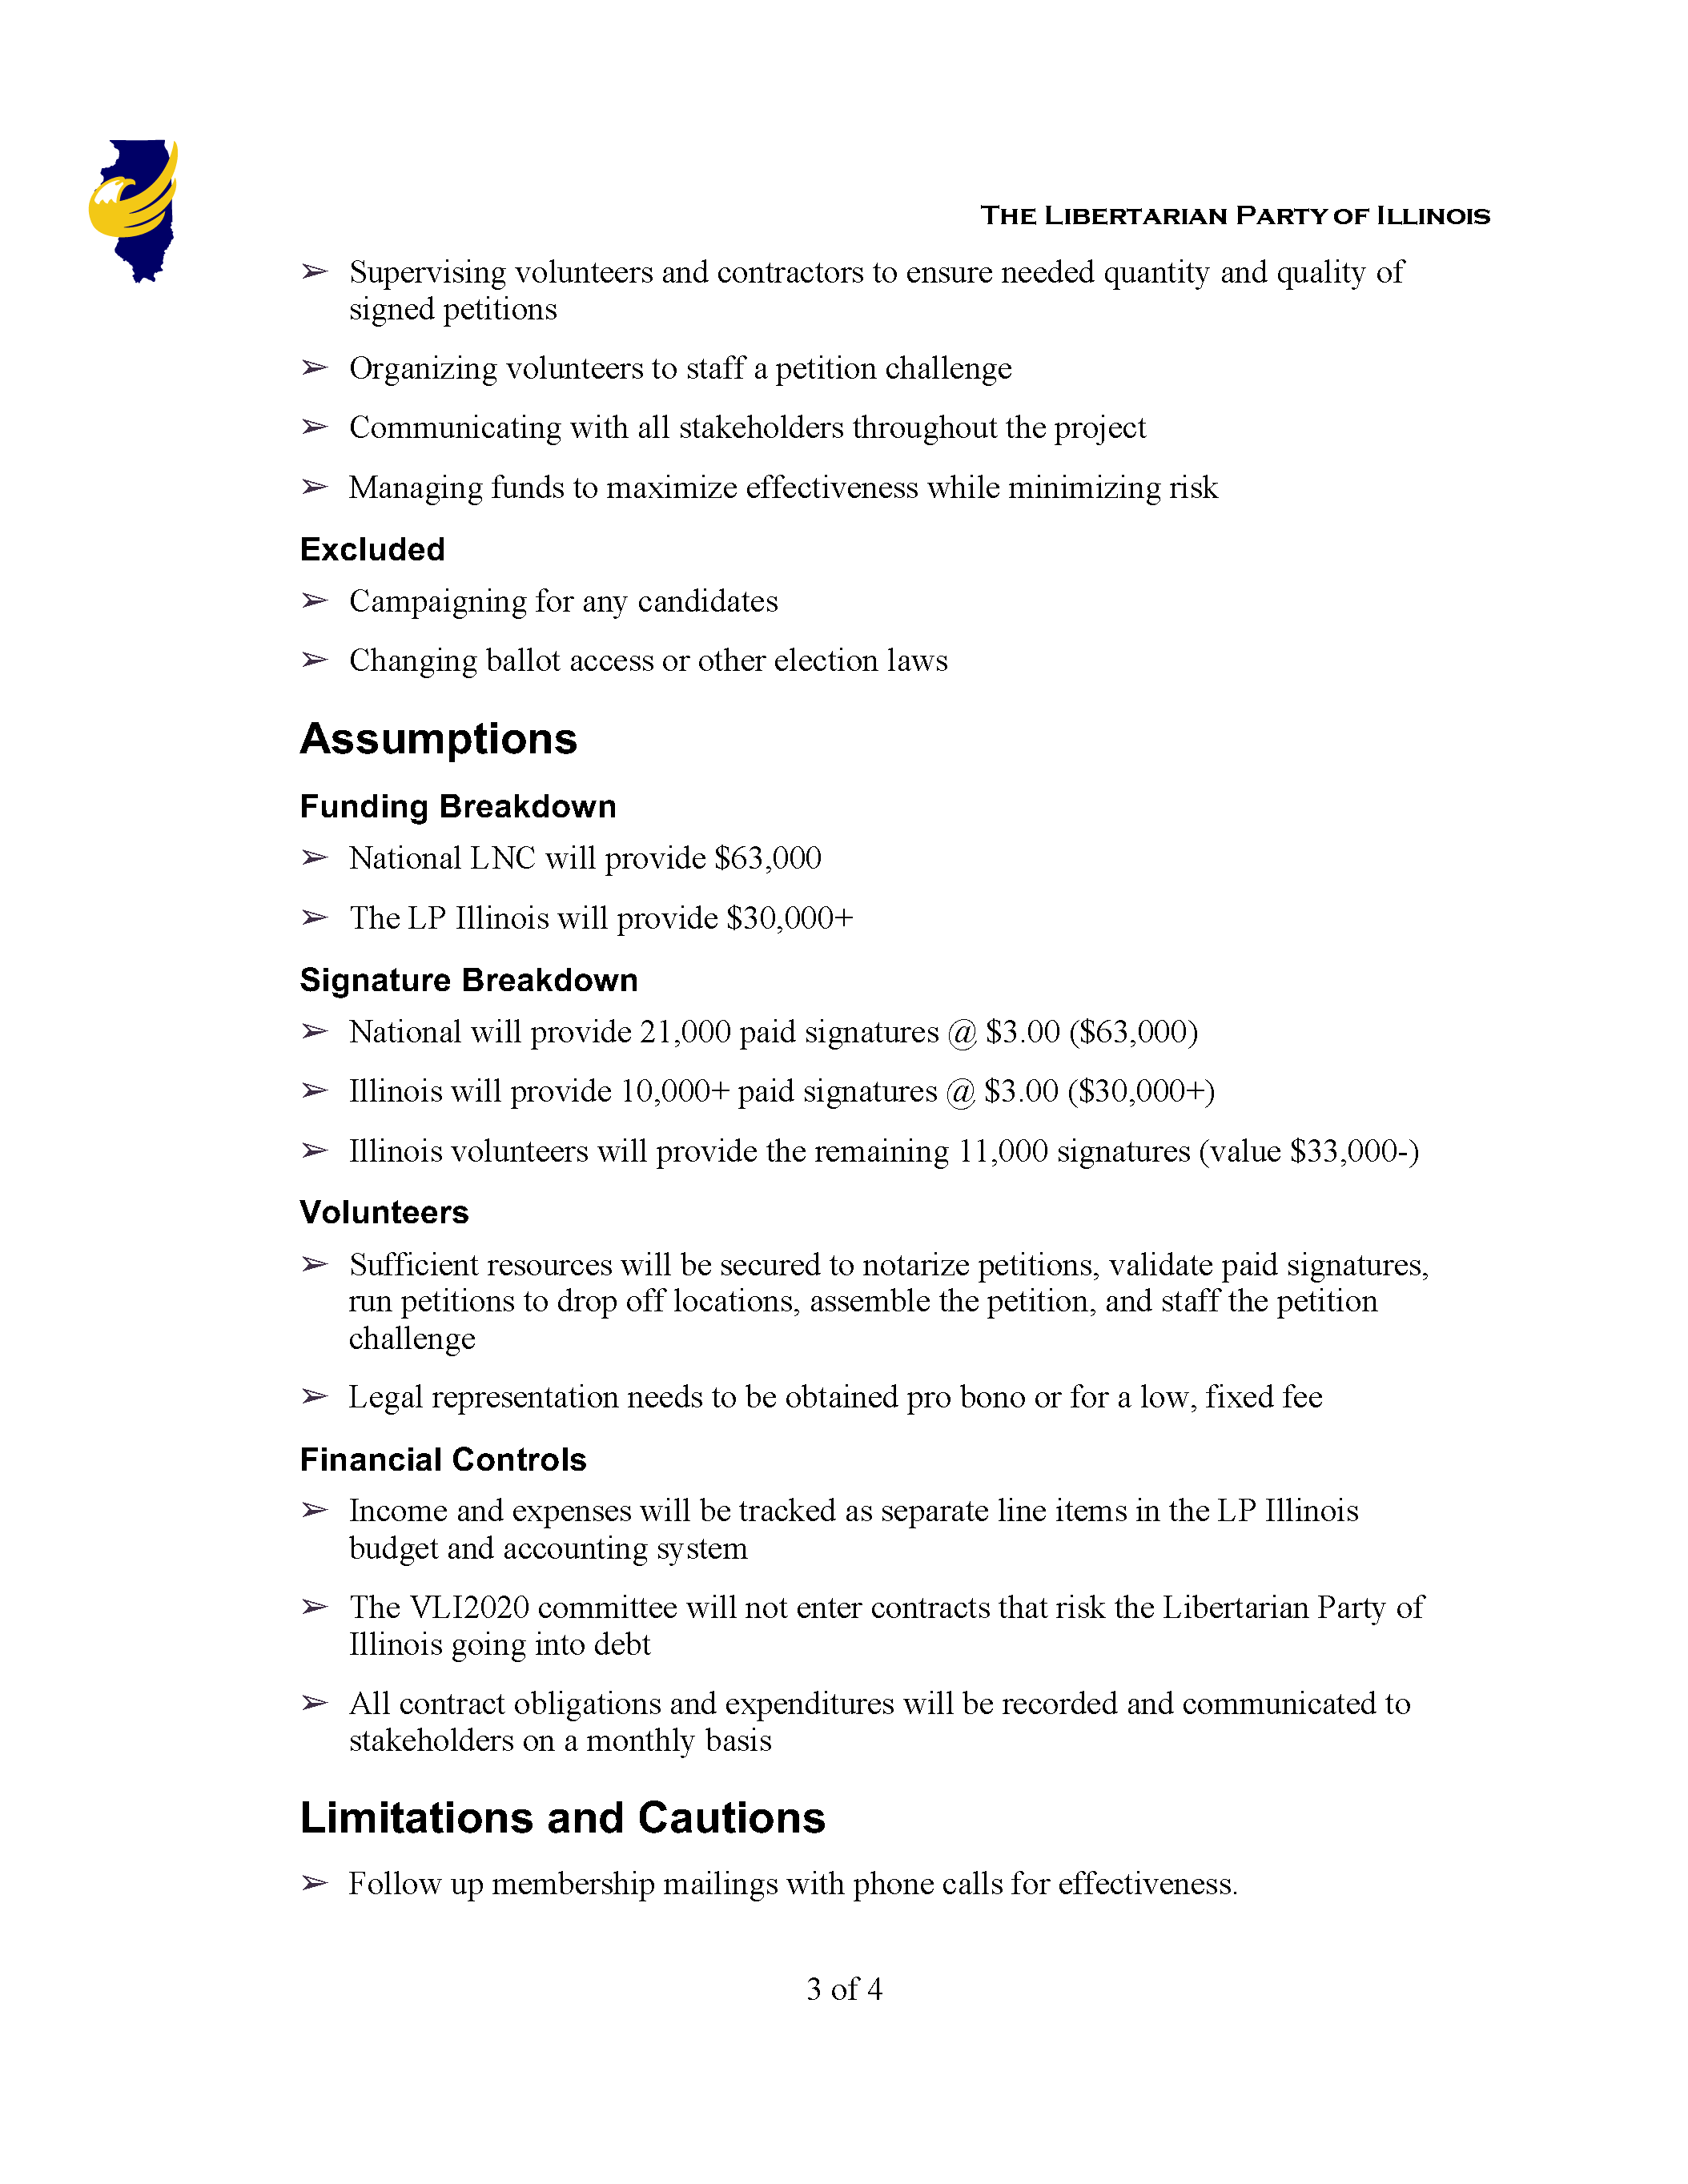 The Libertarian Party of Illinois
➢ Supervising volunteers and contractors to ensure needed quantity and quality of
signed petitions
➢ Organizing volunteers to staff a petition challenge
➢ Communicating with all stakeholders throughout the project
➢ Managing funds to maximize effectiveness while minimizing risk
Excluded
➢ Campaigning for any candidates
➢ Changing ballot access or other election laws
Assumptions
Funding Breakdown
➢ National LNC will provide $63,000
➢ The LP Illinois will provide $30,000+
Signature Breakdown
➢ National will provide 21,000 paid signatures @ $3.00 ($63,000)
➢ Illinois will provide 10,000+ paid signatures @ $3.00 ($30,000+)
➢ Illinois volunteers will provide the remaining 11,000 signatures (value $33,000-)
Volunteers
➢ Sufficient resources will be secured to notarize petitions, validate paid signatures,
run petitions to drop off locations, assemble the petition, and staff the petition
challenge
➢ Legal representation needs to be obtained pro bono or for a low, fixed fee
Financial Controls
➢ Income and expenses will be tracked as separate line items in the LP Illinois
budget and accounting system
➢ The VLI2020 committee will not enter contracts that risk the Libertarian Party of
Illinois going into debt
➢ All contract obligations and expenditures will be recorded and communicated to
stakeholders on a monthly basis
Limitations and Cautions
➢ Follow up membership mailings with phone calls for effectiveness.
3 of 4